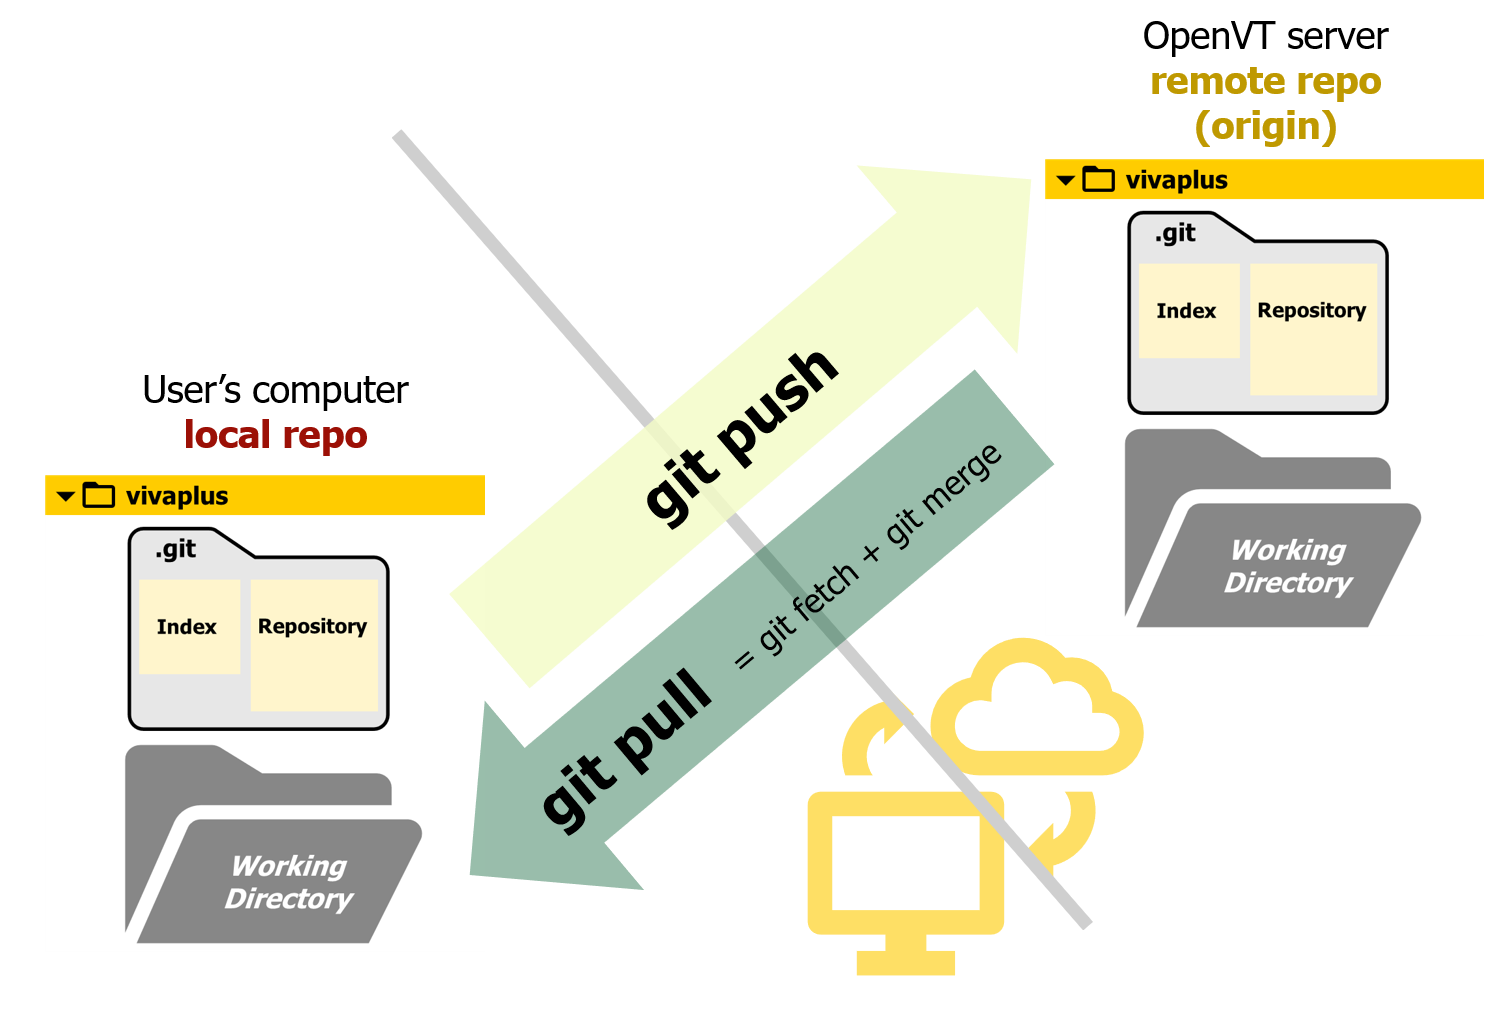 OpenVT server
remote repo
(origin)
vivaplus
.git
Index
Repository
Working
Directory
User’s computer
local repo
vivaplus
.git
Index
Repository
Working
Directory
git push
git pull = git fetch + git merge